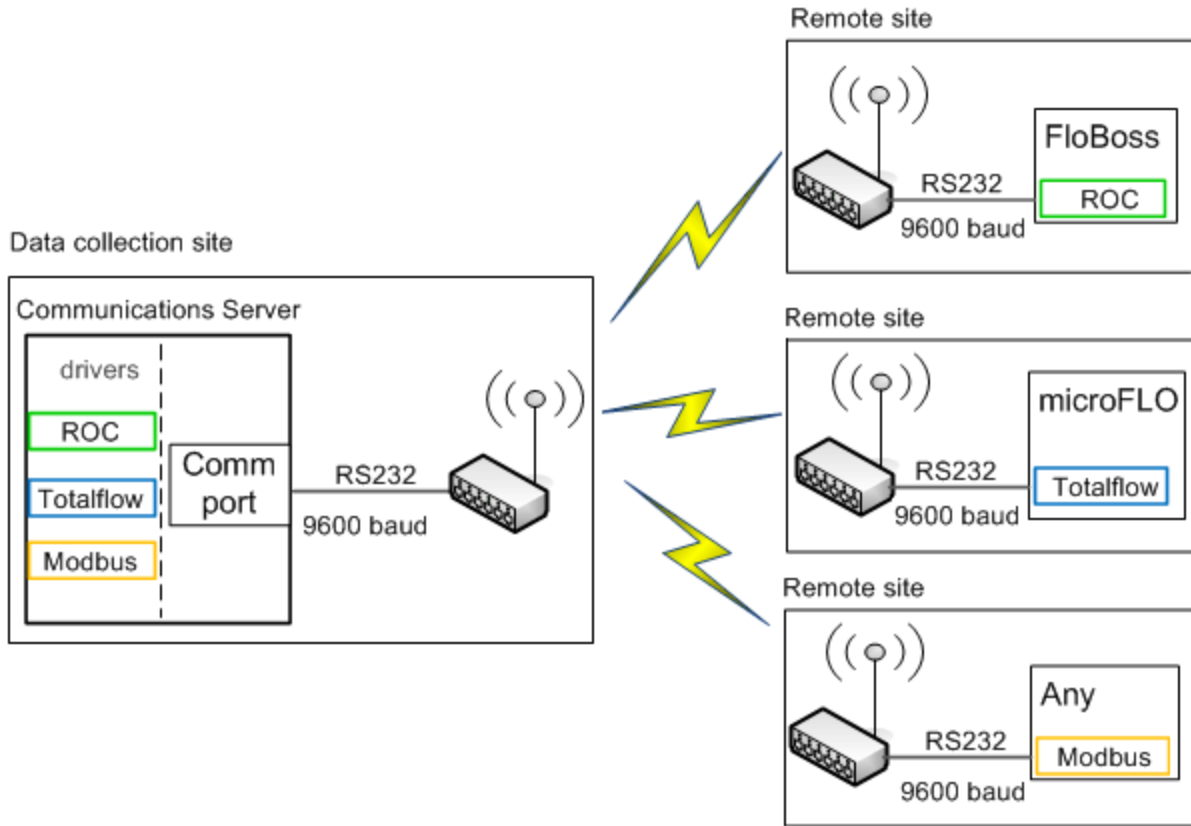 Data collection site
Communications Server
drivers
ROC
Totalflow
Modbus
Comm
port
RS232
9600 baud
Remote site
FloBoss
ROC
RS232
9600 baud
Remote site
microFLO
Totalflow
RS232
9600 baud
Remote site
Any
Modbus
RS232
9600 baud